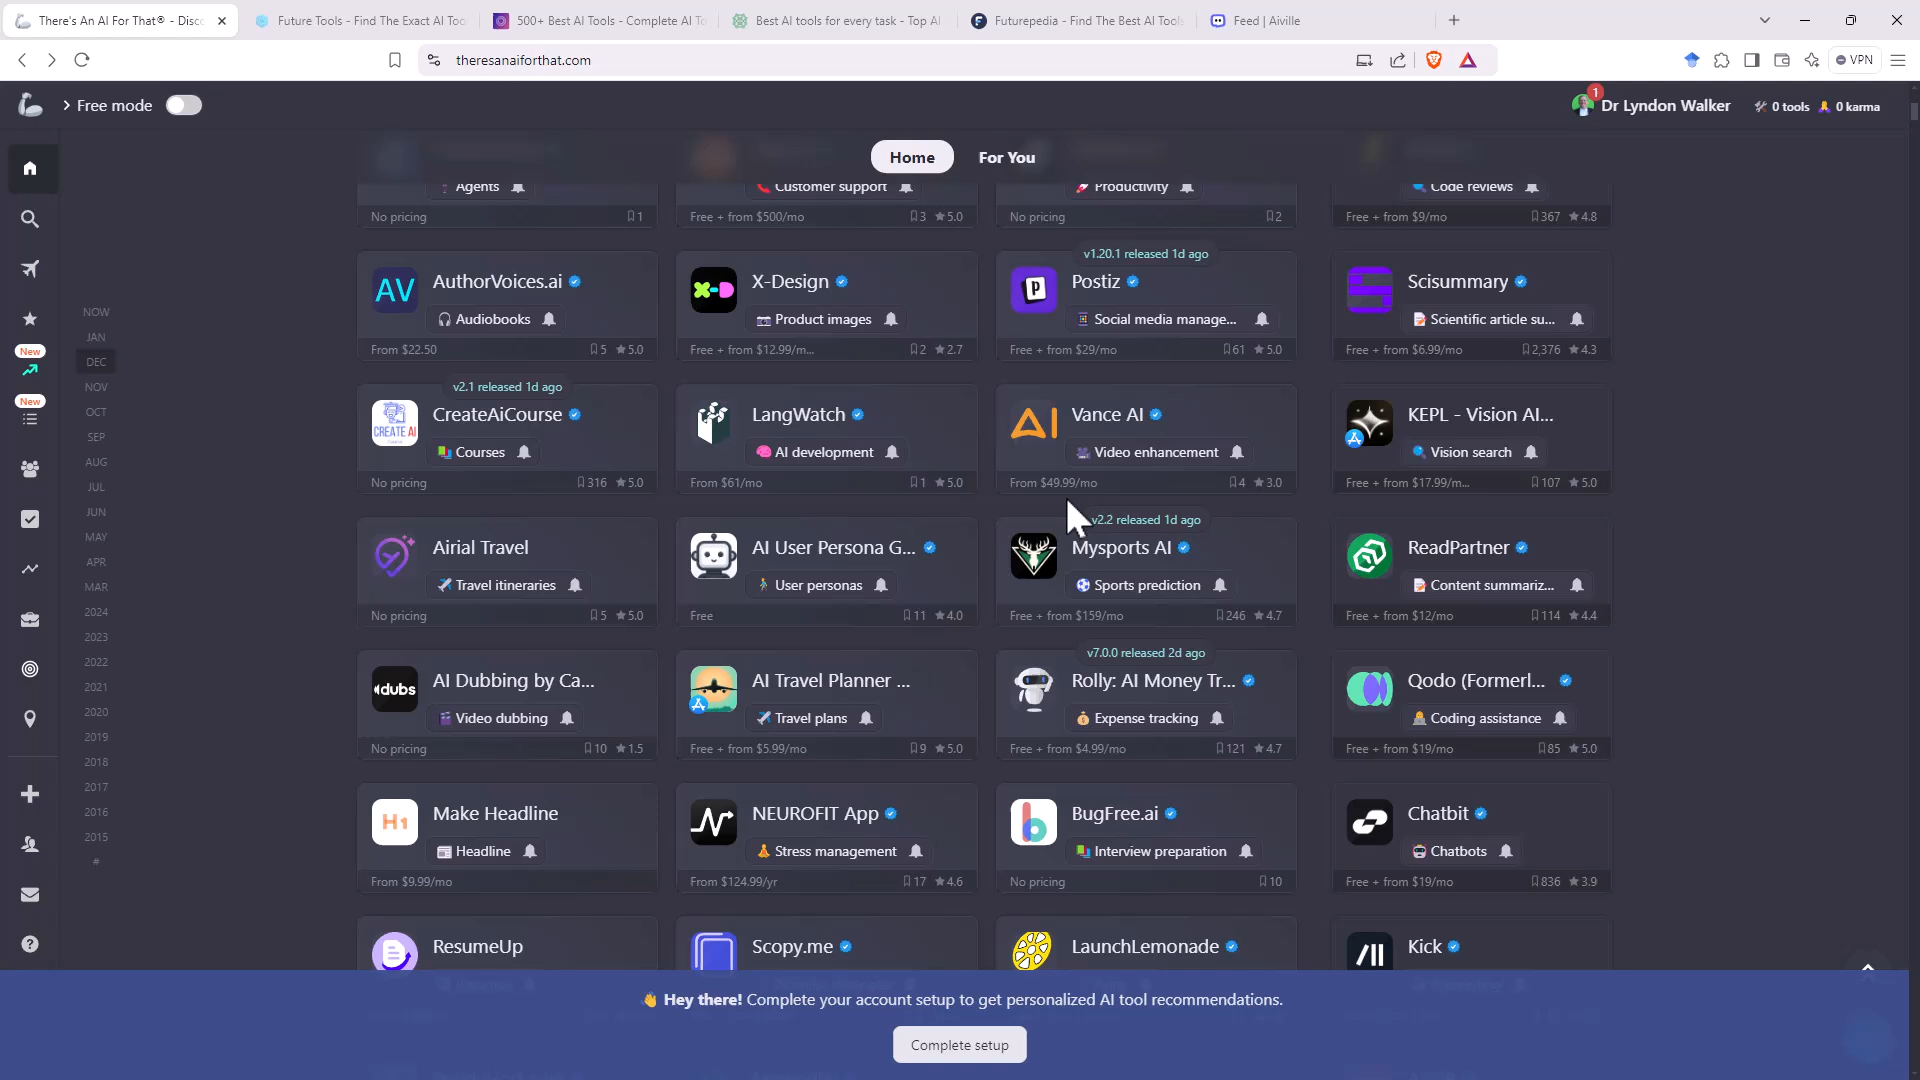 There's An AI For That® - Disc
Future Tools - Find The Exact AI Too
500+ Best AI Tools - Complete AI To
Best AI tools for every task - Top AI
Futurepedia - Find The Best AI Tools
Feed | Aiville
theresanaiforthat.com
VPN
Free mode
1
Dr Lyndon Walker
0 tools
0 karma
Home
For You
Agents
Customer support
Productivity
Code reviews
No pricing
1
Free + from $500/mo
3
5.0
No pricing
2
Free + from $9/mo
367
4.8
NOW
JAN
DEC
NOV
OCT
SEP
AUG
JUL
JUN
MAY
APR
MAR
2024
2023
2022
2021
2020
2019
2018
2017
2016
2015
#
New
New
AuthorVoices.ai
Audiobooks
From $22.50
5
5.0
X-Design
Product images
Free + from $12.99/m...
2
2.7
v1.20.1 released 1d ago
Postiz
Social media manage...
Free + from $29/mo
61
5.0
Scisummary
Scientific article su...
Free + from $6.99/mo
2,376
4.3
v2.1 released 1d ago
CREATE AI
CreateAiCourse
Courses
No pricing
316
5.0
LangWatch
AI development
From $61/mo
1
5.0
Vance AI
Video enhancement
From $49.99/mo
4
3.0
KEPL - Vision AI...
Vision search
Free + from $17.99/m...
107
5.0
Airial Travel
Travel itineraries
No pricing
5
5.0
AI User Persona G...
User personas
Free
11
4.0
v2.2 released 1d ago
Mysports AI
Sports prediction
Free + from $159/mo
246
4.7
ReadPartner
Content summariz...
Free + from $12/mo
114
4.4
dubs
AI Dubbing by Ca...
Video dubbing
No pricing
10
1.5
AI Travel Planner ...
Travel plans
Free + from $5.99/mo
9
5.0
v7.0.0 released 2d ago
Rolly: AI Money Tr...
Expense tracking
Free + from $4.99/mo
121
4.7
Qodo (Formerl...
Coding assistance
Free + from $19/mo
85
5.0
H1
Make Headline
Headline
From $9.99/mo
NEUROFIT App
Stress management
From $124.99/yr
17
4.6
BugFree.ai
Interview preparation
No pricing
10
Chatbit
Chatbots
Free + from $19/mo
836
3.9
ResumeUp
Scopy.me
LaunchLemonade
Kick
Hey there! Complete your account setup to get personalized AI tool recommendations.
Complete setup